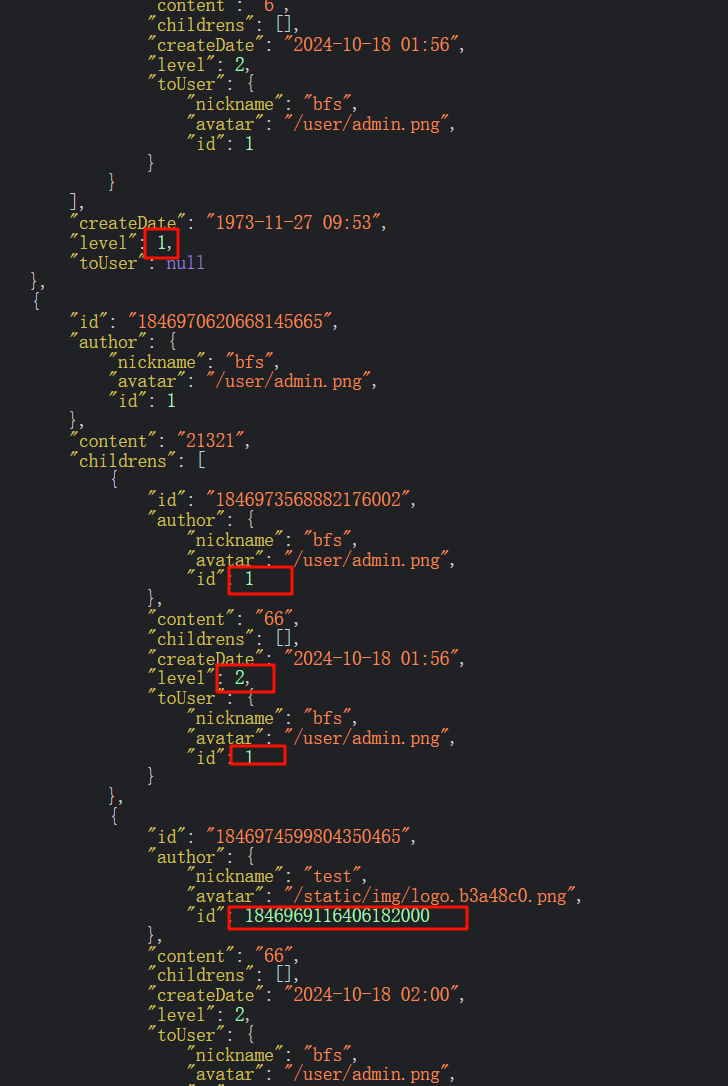 "content": "6",
"childrens": [],
"createDate": "2024-10-18 01:56",
"level": 2,
"toUser": {
"nickname": "bfs",
"avatar": "/user/admin.png",
"id": 1
}
}
],
"createDate": "1973-11-27 09:53",
"level": 1,
"toUser": null
},
{
"id": "1846970620668145665",
"author": {
"nickname": "bfs",
"avatar": "/user/admin.png",
"id": 1
},
"content": "21321",
"childrens": [
{
"id": "1846973568882176002",
"author": {
"nickname": "bfs",
"avatar": "/user/admin.png",
"id": 1
},
"content": "66",
"childrens": [],
"createDate": "2024-10-18 01:56",
"level": 2,
"toUser": {
"nickname": "bfs",
"avatar": "/user/admin.png",
"id": 1
}
},
{
"id": "1846974599804350465",
"author": {
"nickname": "test",
"avatar": "/static/img/logo.b3a48c0.png",
"id": 1846969116406182000
},
"content": "66",
"childrens": [],
"createDate": "2024-10-18 02:00",
"level": 2,
"toUser": {
"nickname": "bfs",
"avatar": "/user/admin.png",